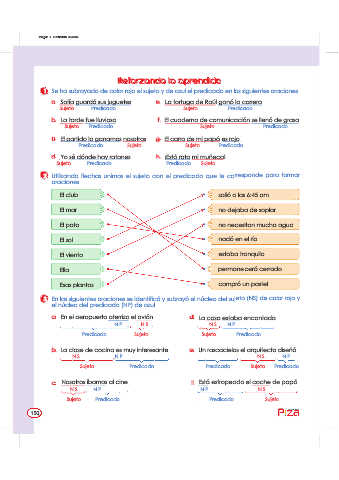 Reforzando lo aprendido
1 Se ha subrayado de color rojo el sujeto y de azul el predicado en las siguientes oraciones
a. Sofía guardó sus juguetes
Sujeto Predicado
e. La tortuga de Raúl ganó la carrera
Sujeto Predicado
b. La tarde fue lluviosa
Sujeto Predicado
f. El cuaderno de comunicación se llenó de grasa
Sujeto Predicado
c. El partido lo ganamos nosotros
Predicado Sujeto
g. El carro de mi papá es rojo
Sujeto Predicado
d. Yo sé dónde hay ratones
Sujeto Predicado
h. ¡Está rota mi muñeca!
Predicado Sujeto
2 Utilizando flechas unimos el sujeto con el predicado que le corresponde para formar
oraciones
El club
salió a las 6:45 am
El mar
no dejaba de soplar
El pato
no necesitan mucha agua
El sol
nadó en el río
El viento
estaba tranquilo
Ella
permanecerá cerrado
Esas plantas
compró un pastel
3 En las siguientes oraciones se identificó y subrayó el núcleo del sujeto (NS) de color rojo y
el núcleo del predicado (NP) de azul
a. En el aeropuerto aterrizó el avión
NP NS
Predicado Sujeto
d. La casa estaba encantada
NS NP
Sujeto Predicado
b. La clase de cocina es muy interesante
NS NP
Sujeto Predicado
e. Un rascacielos el arquitecto diseñó
NS NP
Predicado Sujeto Predicado
c. Nosotros íbamos al cine
NS NP
Sujeto Predicado
f. Está estropeado el coche de papá
NP NS
Predicado Sujeto
150